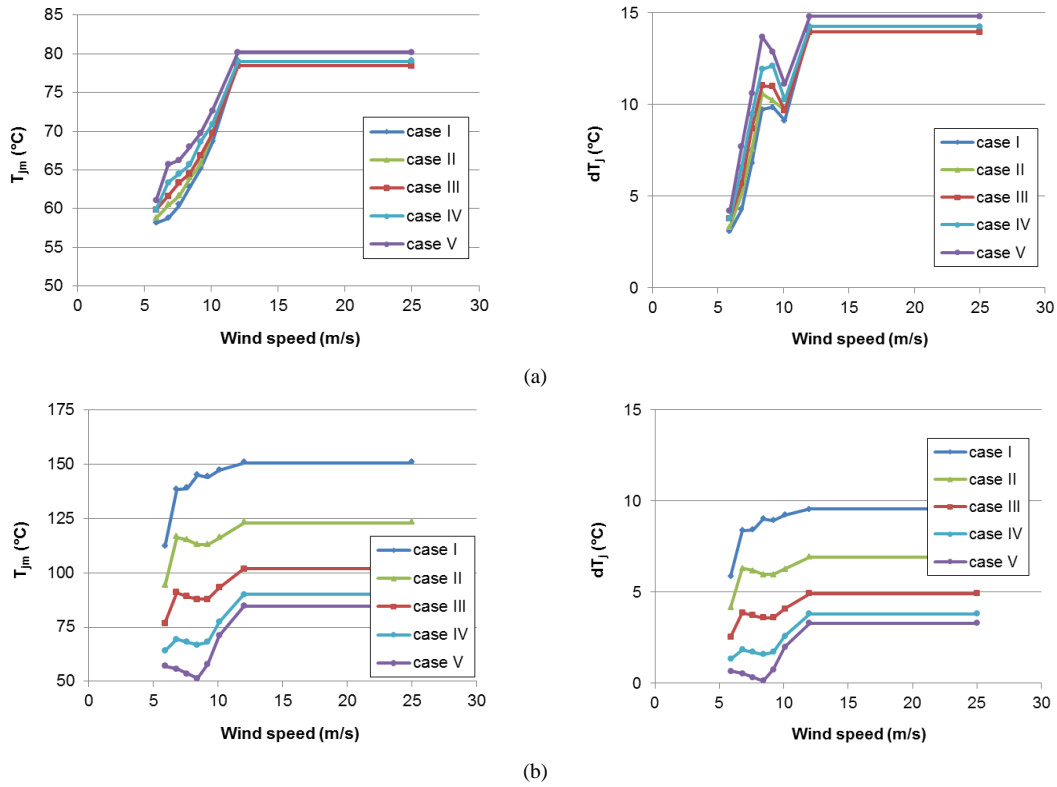 85
80
75
70
65
60
55
50
0 5 10 15 20 25 30
Tjm (°C)
Wind speed (m/s)
case I
case II
case III
case IV
case V
15
10
5
0
0 5 10 15 20 25 30
dTj (°C)
Wind speed (m/s)
case I
case II
case III
case IV
case V
(a)
175
150
125
100
75
50
0 5 10 15 20 25 30
Tjm (°C)
Wind speed (m/s)
case I
case II
case III
case IV
case V
15
10
5
0
0 5 10 15 20 25 30
dTj (°C)
Wind speed (m/s)
case I
case II
case III
case IV
case V
(b)